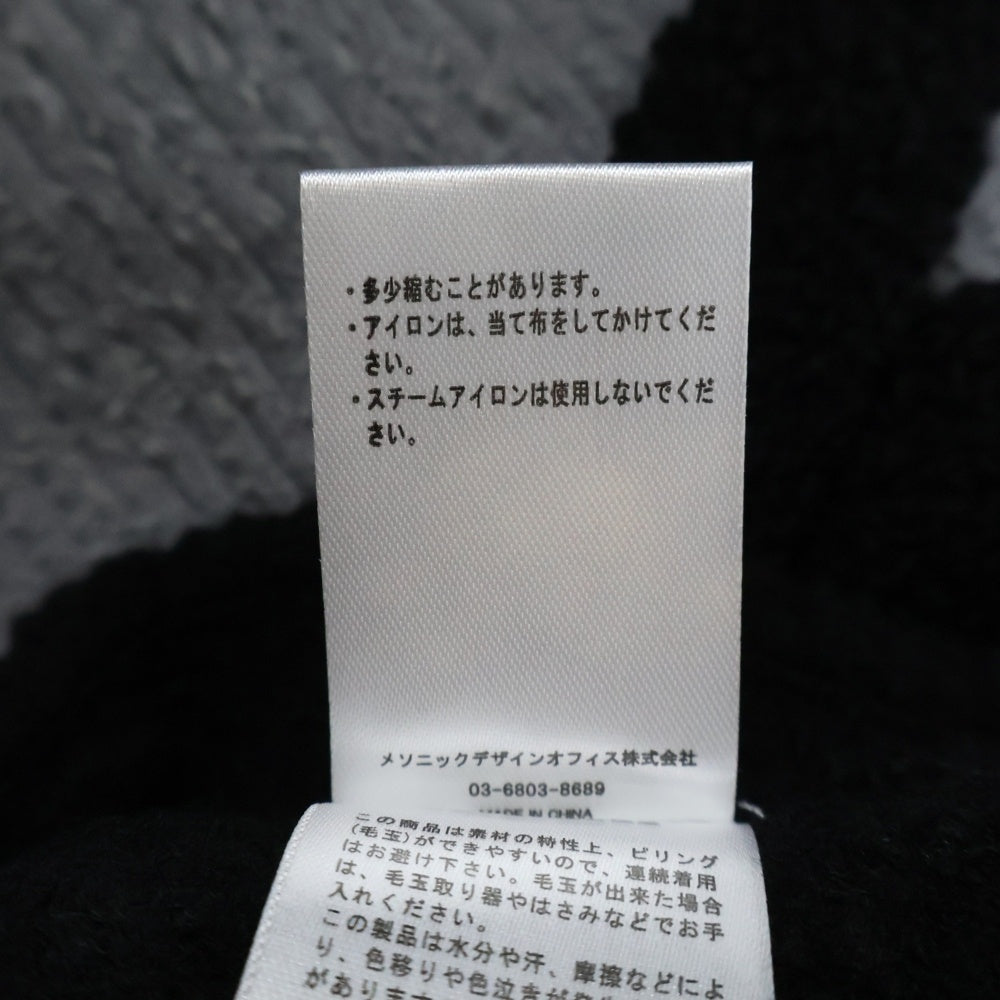 ・多少縮むことがあります。
・アイロンは、当て布をしてかけてくだ
さい。
・スチームアイロンは使用しないでくだ
さい。
メソニックデザインオフィス株式会社
03-6803-8689
MADE IN CHINA
この商品は素材の特性上、ピリング
(毛玉)ができやすいので、連続着用
はお避け下さい。毛玉が出来た場合
は、毛玉取り器やはさみなどでお手
入れください。
この製品は水分や汗、摩擦などによ
り、色移りや色泣きが
があります